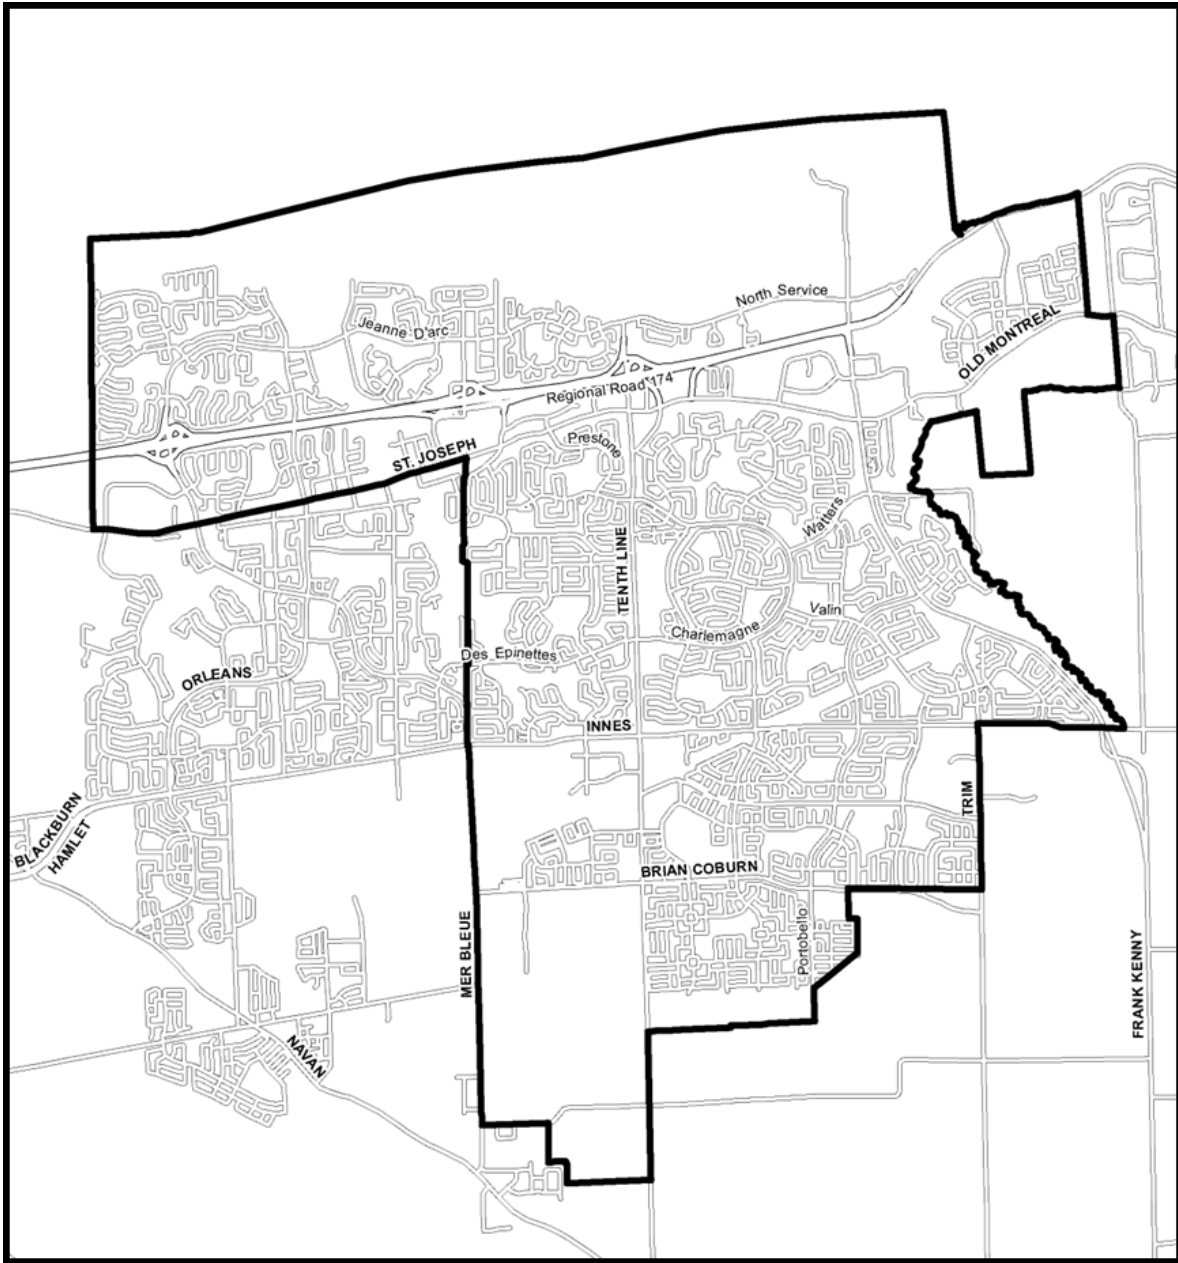 North Service
Jeanne D'arc
OLD MONTREAL
Regional Road 174
Prestone
ST. JOSEPH
Watters
TENTH LINE
Valin
Charlemagne
Des Epinettes
ORLEANS
INNES
TRIM
BLACKBURN
HAMLET
BRIAN COBURN
Portobello
MER BLEUE
FRANK KENNY
NAVAN